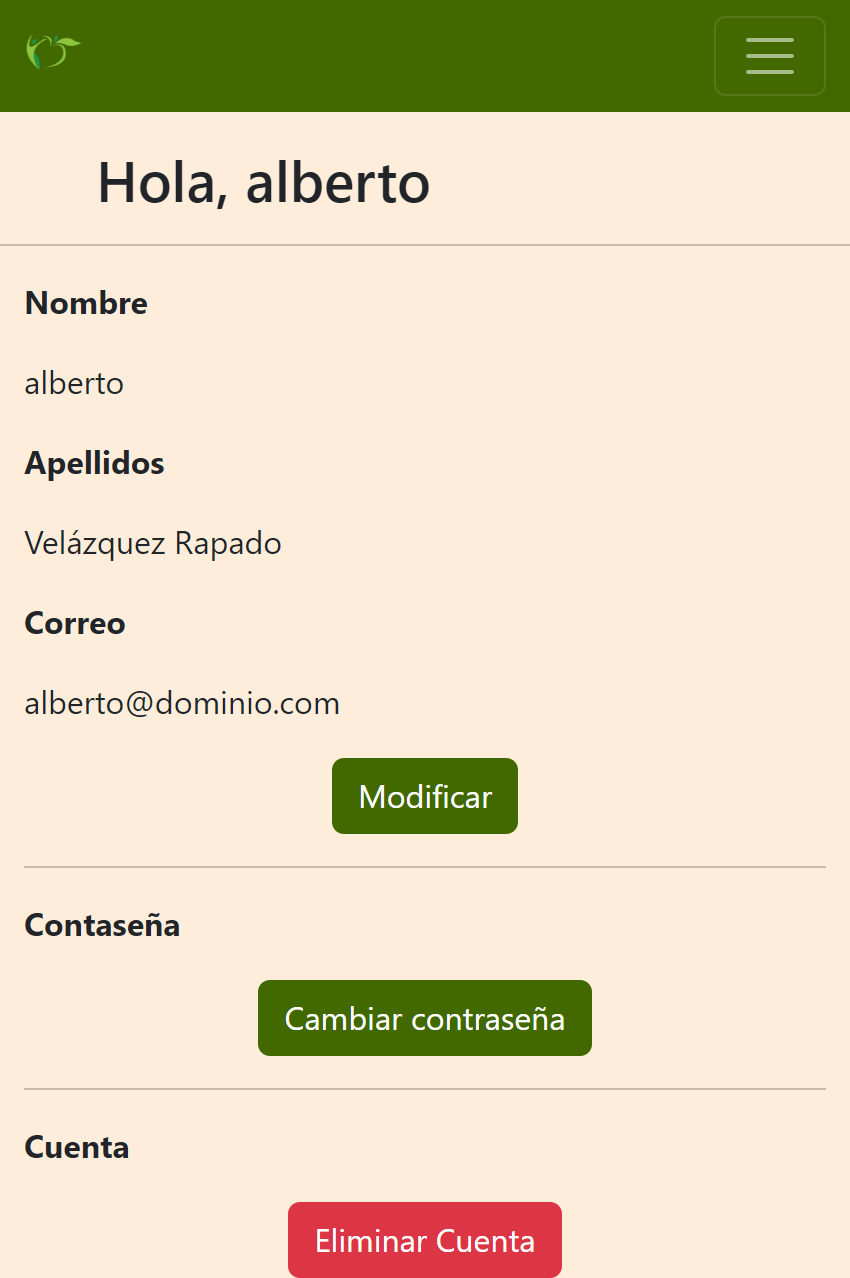 Hola, alberto
Nombre
alberto
Apellidos
Velázquez Rapado
Correo
alberto@dominio.com
Modificar
Contaseña
Cambiar contraseña
Cuenta
Eliminar Cuenta